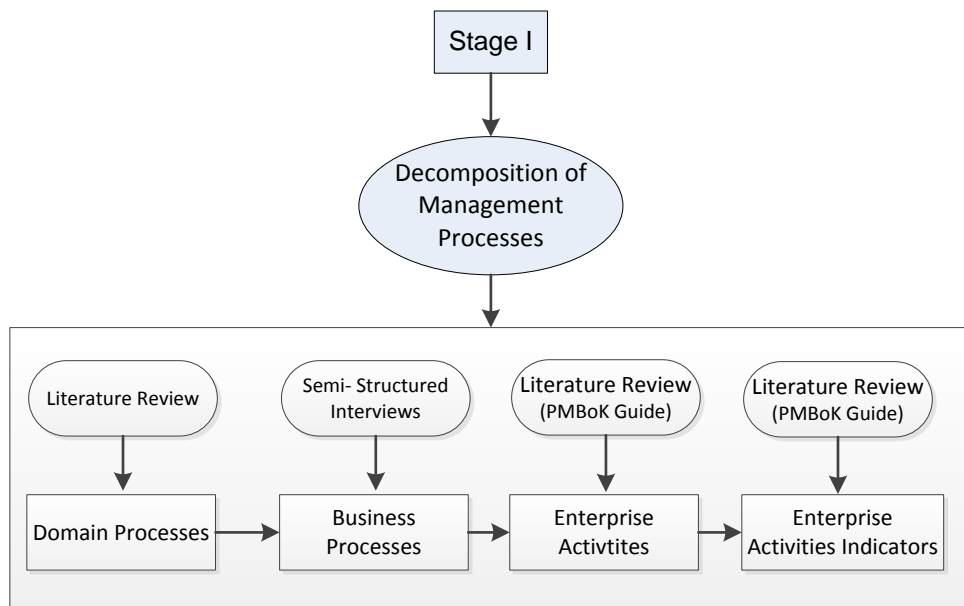 Stage I
Decomposition of
Management
Processes
Literature Review
Semi- Structured
Interviews
Literature Review
(PMBoK Guide)
Literature Review
(PMBoK Guide)
Domain Processes
Business
Processes
Enterprise
Activtites
Enterprise
Activities Indicators